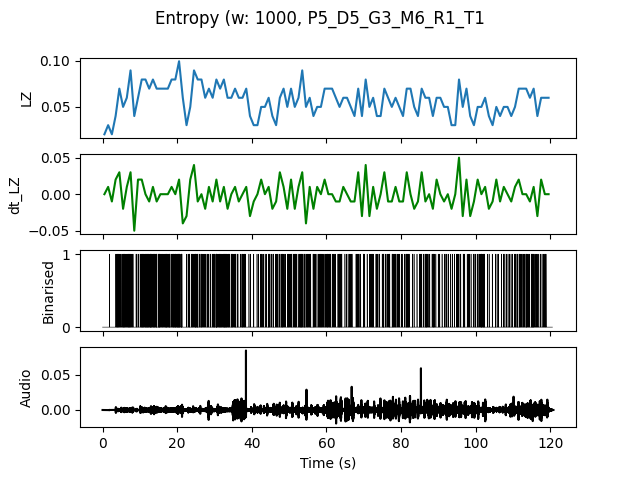 Entropy (w: 1000, P5_D5_G3_M6_R1_T1
0.10
0.05
LZ
0.05
0.00
−0.05
dt_LZ
1
0
Binarised
0.05
0.00
Audio
0 20 40 60 80 100 120
Time (s)